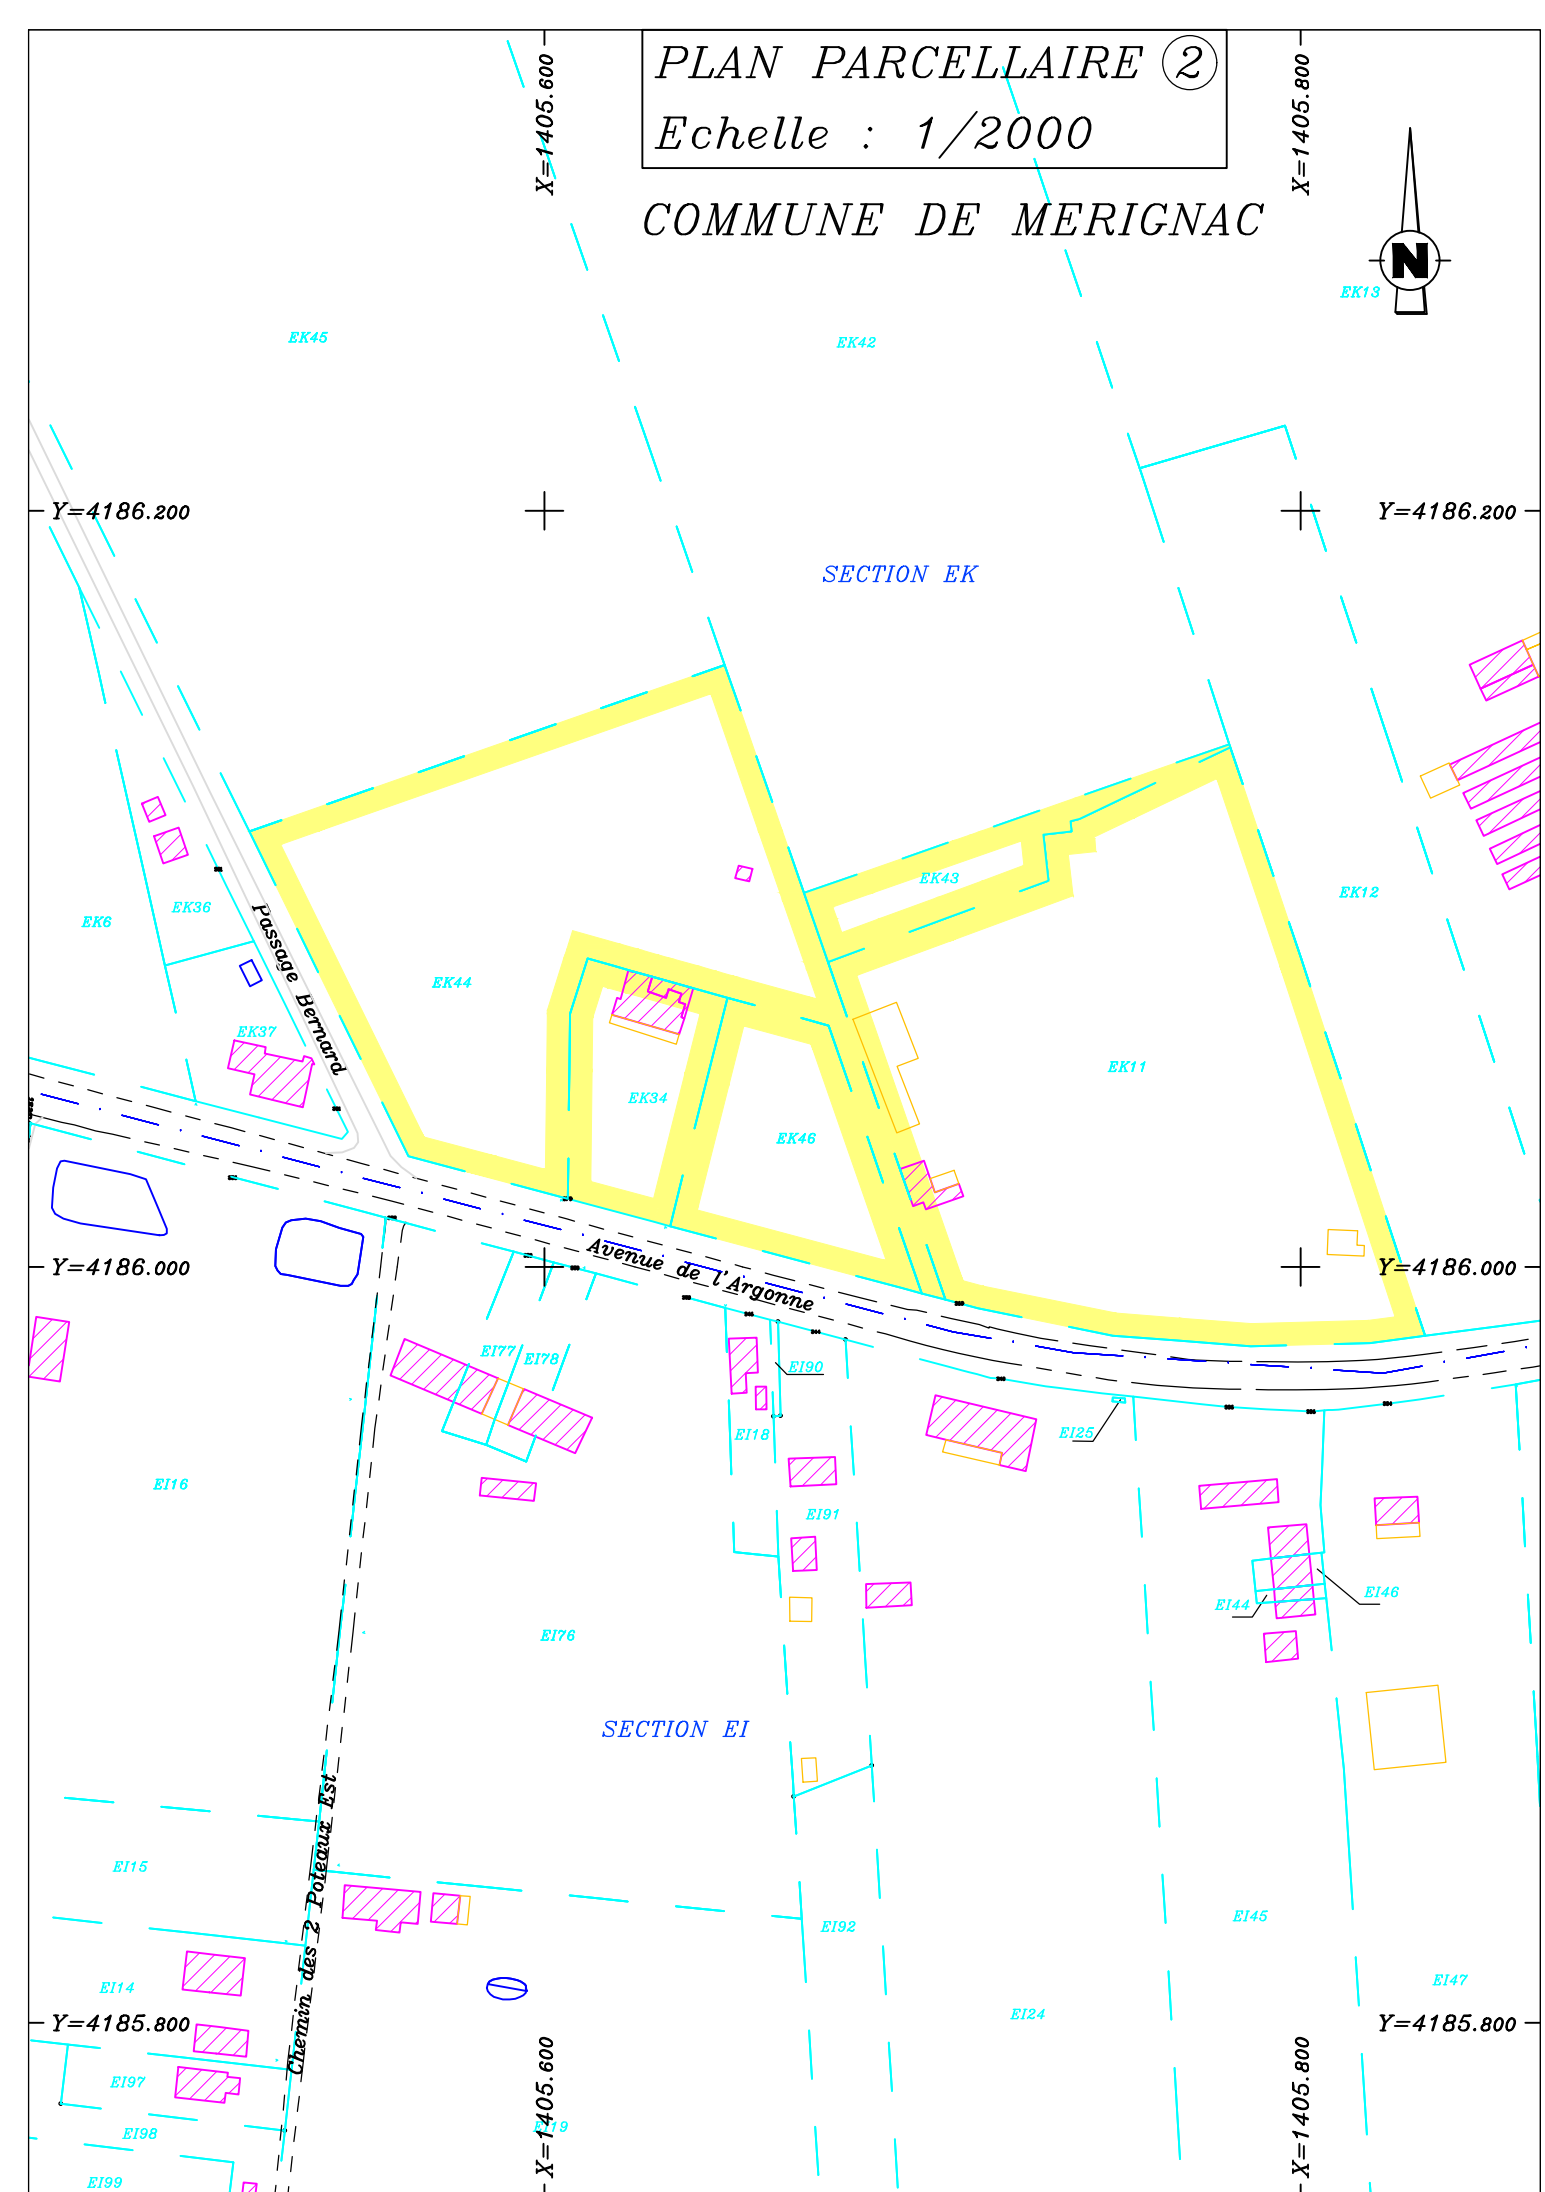 PLAN PARCELLAIRE 2
Echelle : 1/2000
X=1405.600
X=1405.800
COMMUNE DE MERIGNAC
N
EK13
EK45
EK42
Y=4186.200
Y=4186.200
SECTION EK
EK43
EK12
EK36
EK6
Passage Bernard
EK44
EK37
EK11
EK34
EK46
Y=4186.000
Avenue de l'Argonne
Y=4186.000
EI77
EI78
EI90
EI18
EI25
EI16
EI91
EI46
EI44
EI76
SECTION EI
Chemin des 2 Poteaux Est
EI15
EI92
EI45
EI14
EI47
EI24
Y=4185.800
Y=4185.800
EI97
X=1405.600
X=1405.800
EI19
EI98
EI99